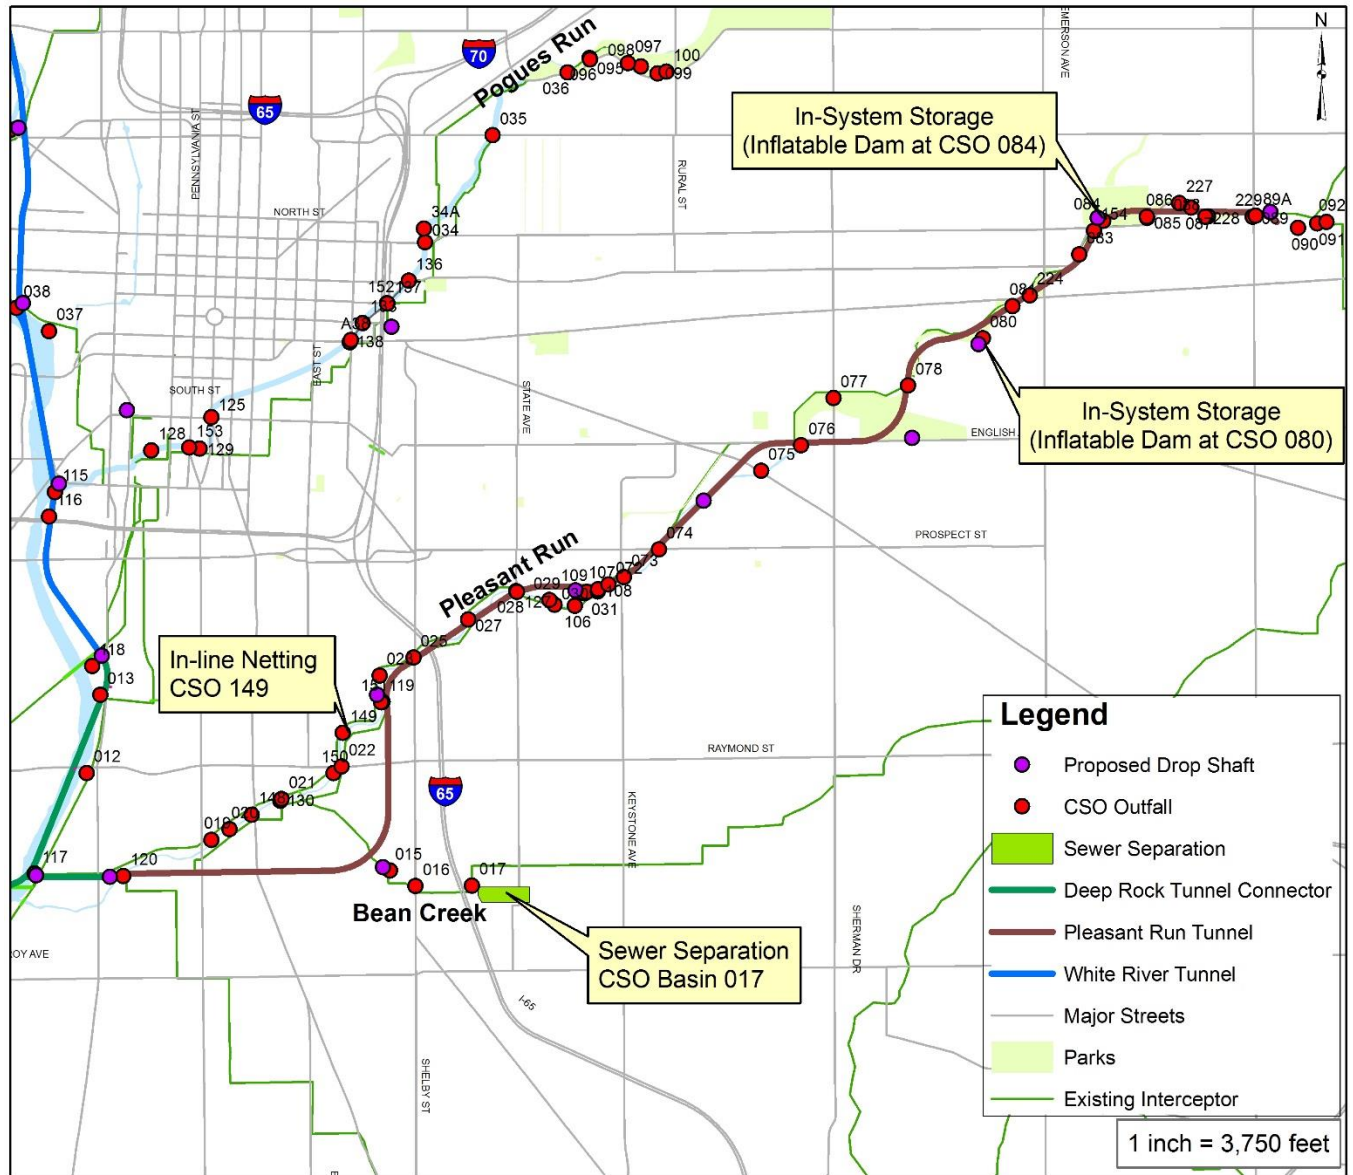 N
EMERSON AVE
70
Pogues Run
65
098
097
100
095
096
099
036
035
PENNSYLVANIA ST
RURAL ST
In-System Storage
(Inflatable Dam at CSO 084)
NORTH ST
34A
034
136
152
137
138
038
037
EAST ST
SOUTH ST
125
STATE AVE
128
153
129
115
116
227
086
084
154
083
085
087
228
229
89A
089
092
090
091
224
080
078
077
076
075
ENGLISH
In-System Storage
(Inflatable Dam at CSO 080)
PROSPECT ST
074
073
072
Pleasant Run
109
107
108
029
028
031
106
027
025
119
118
013
012
In-line Netting
CSO 149
149
022
150
021
130
RAYMOND ST
65
KEYSTONE AVE
117
120
015
016
017
Bean Creek
Sewer Separation
CSO Basin 017
SHERMAN DR
ROY AVE
I-65
SHELBY ST
Legend
Proposed Drop Shaft
CSO Outfall
Sewer Separation
Deep Rock Tunnel Connector
Pleasant Run Tunnel
White River Tunnel
Major Streets
Parks
Existing Interceptor
1 inch = 3,750 feet